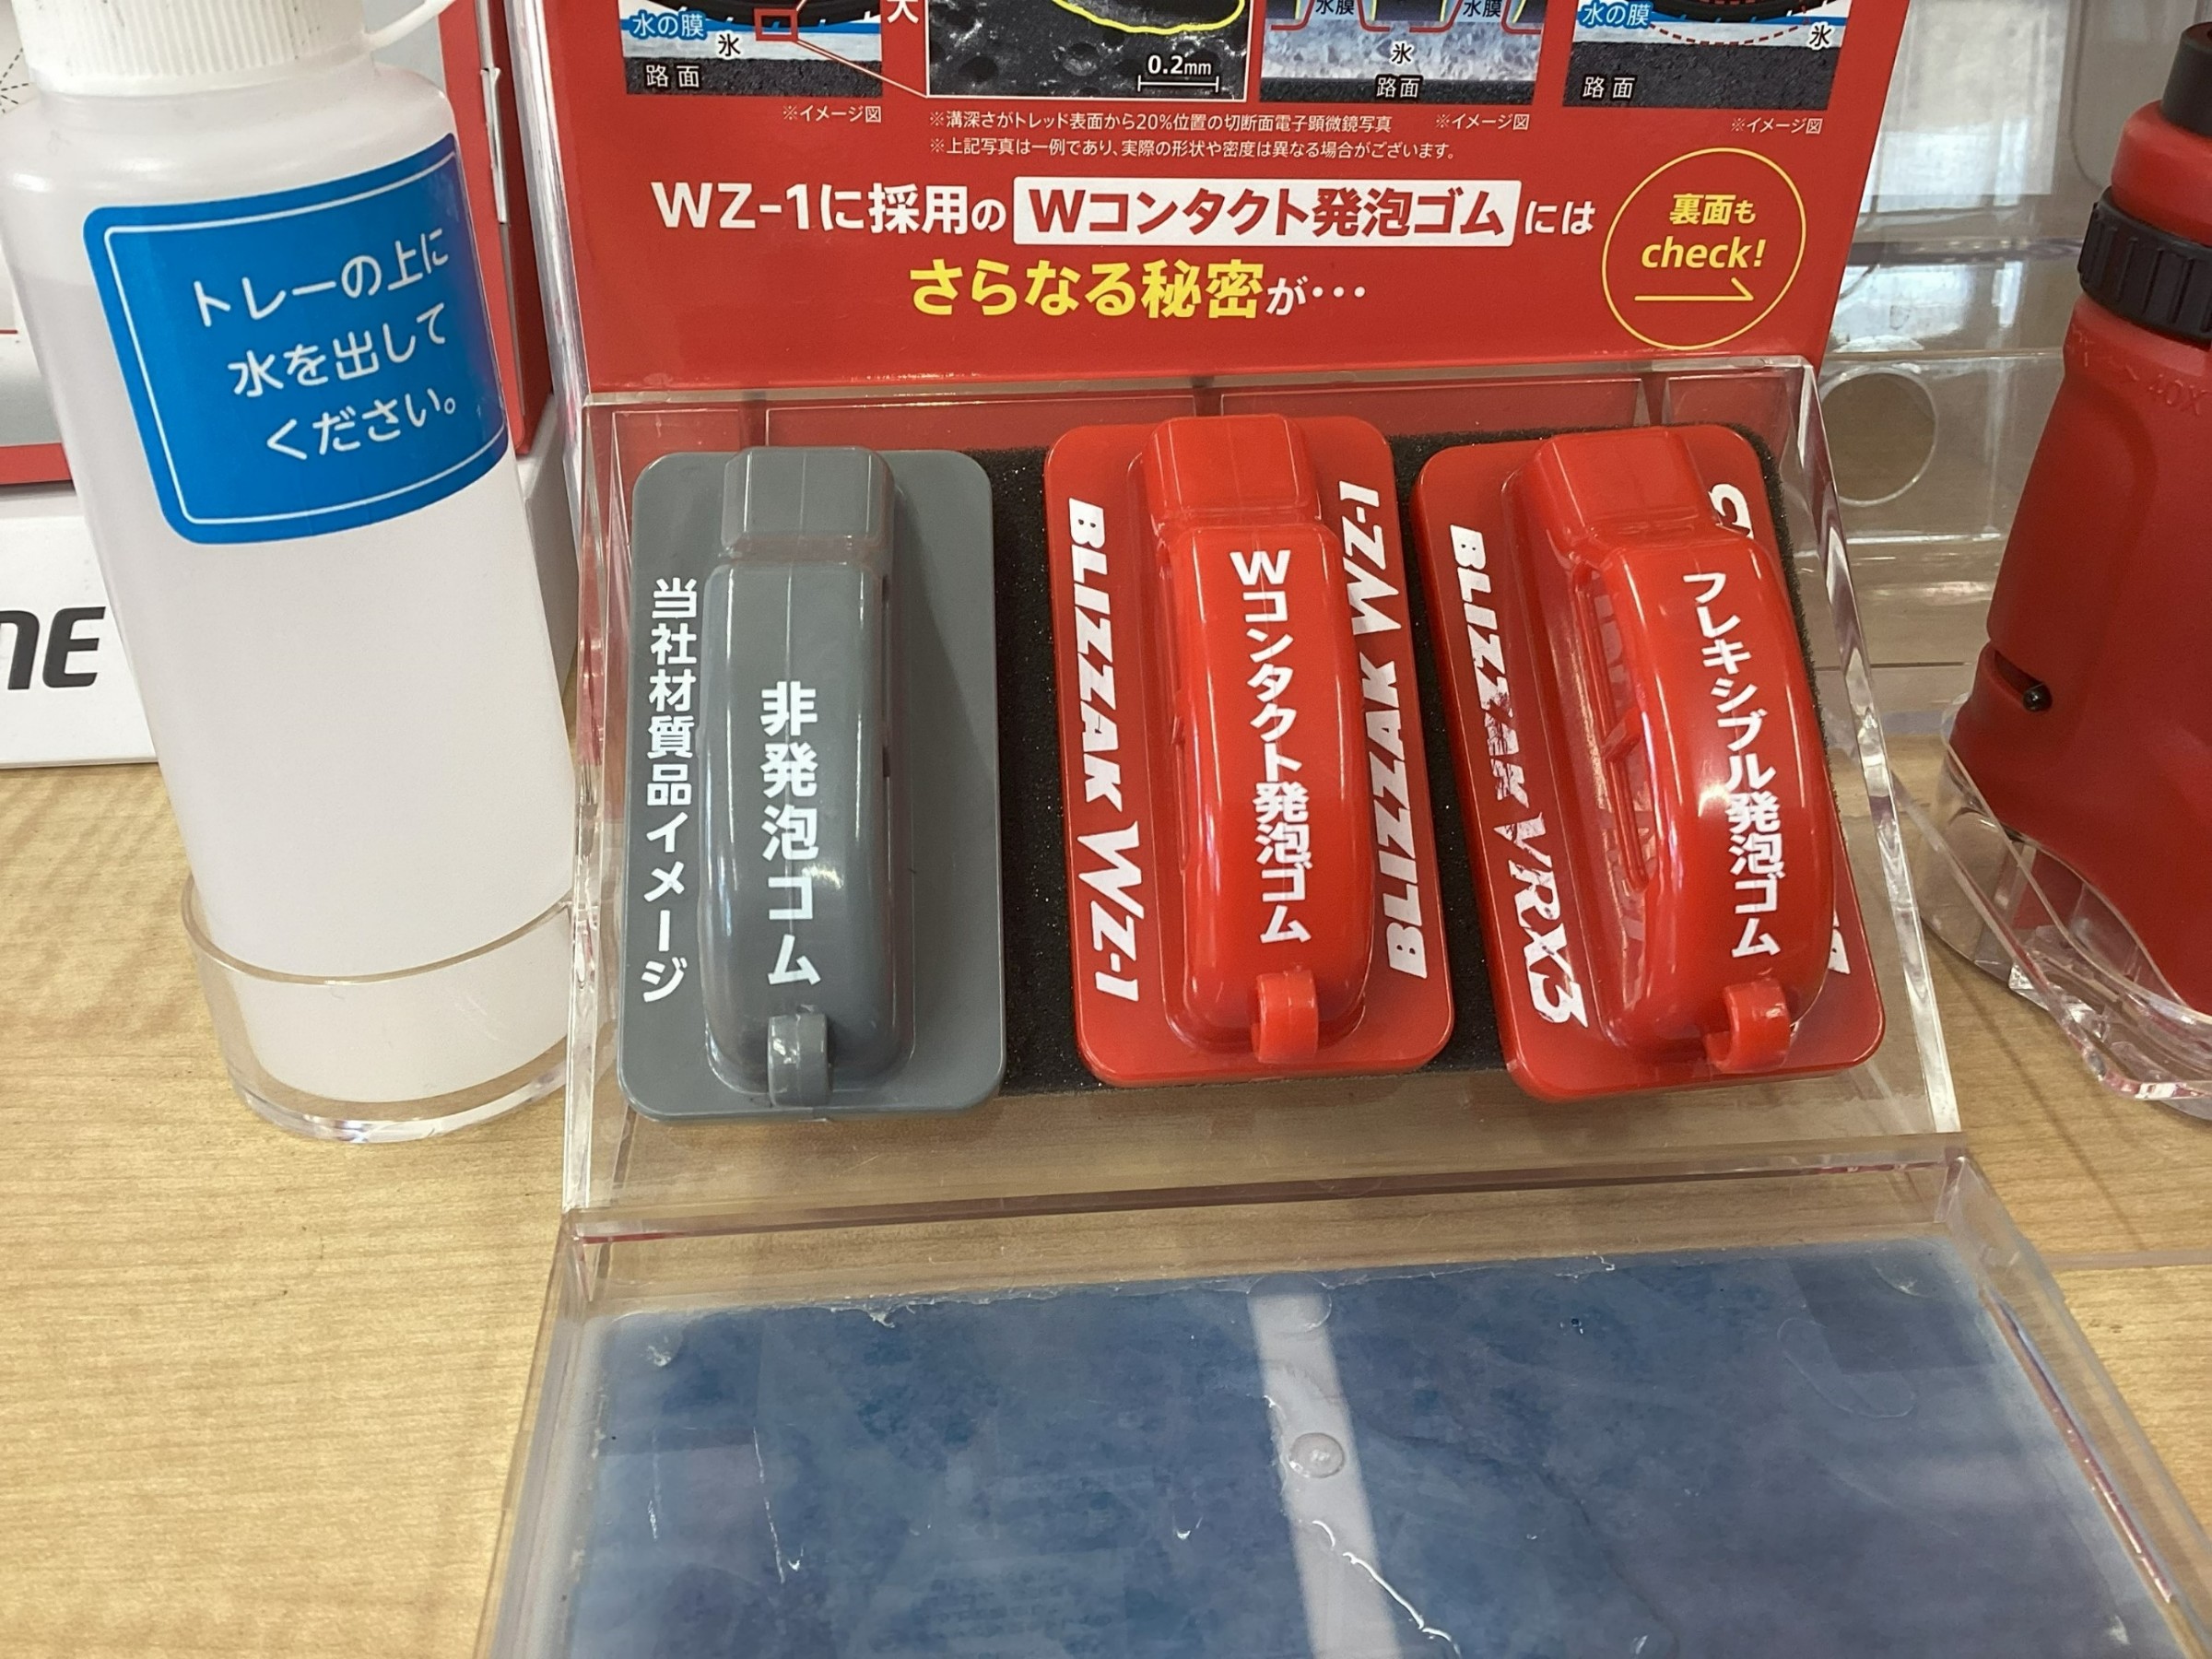 水の膜
氷
路面
大
0.2mm
水膜
水膜
氷
路面
水の膜
氷
路面
※イメージ図
※溝深さがトレッド表面から20%位置の切断面電子顕微鏡写真
※イメージ図
※イメージ図
※上記写真は一例であり、実際の形状や密度は異なる場合がございます。
WZ-1に採用のWコンタクト発泡ゴムには
さらなる秘密が…
裏面も
check!
トレーの上に
水を出して
ください。
当社材質品イメージ
非発泡ゴム
BLIZZAK WZ-1
Wコンタクト発泡ゴム
BLIZZAK WZ-1
BLIZZAK VRX3
フレキシブル発泡ゴム
NE
40X